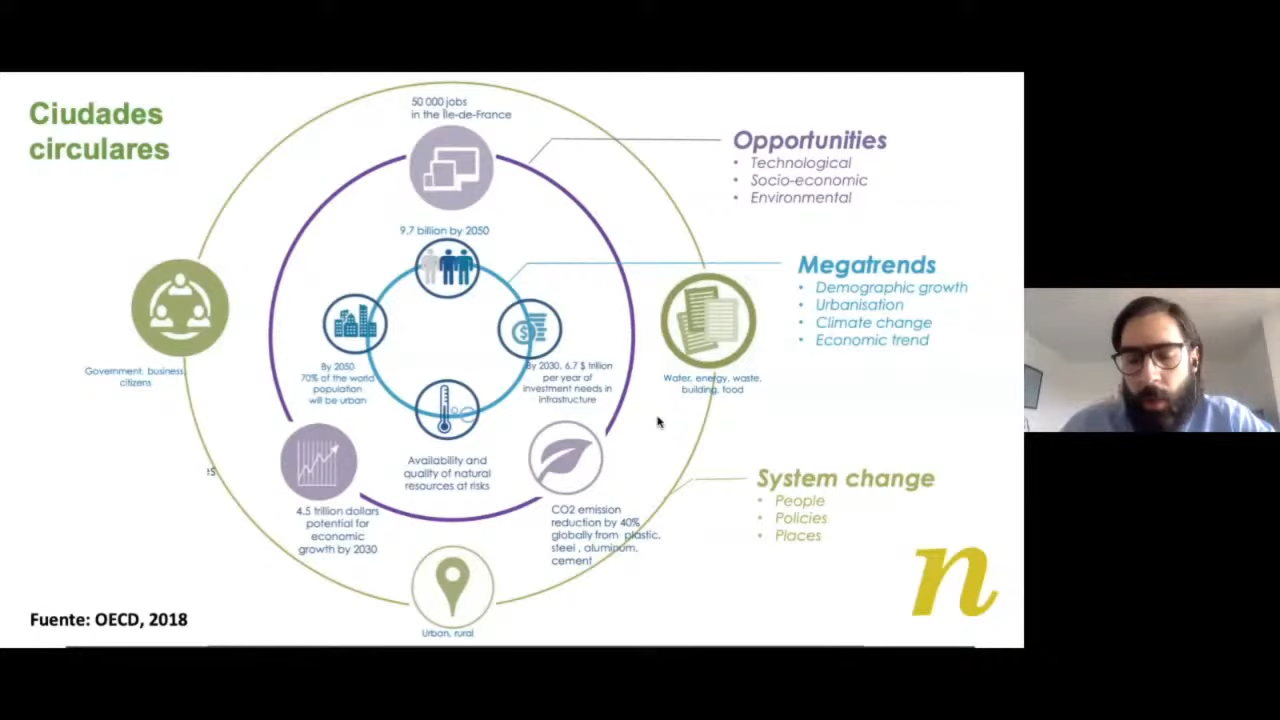 Ciudades
circulares
50 000 jobs
in the Île-de-France
Opportunities
• Technological
• Socio-economic
• Environmental
9.7 billion by 2050
Megatrends
• Demographic growth
• Urbanisation
• Climate change
• Economic trend
Government, business,
citizens
By 2050
70% of the world
population
will be urban
By 2030, 6.7 $ trillion
per year of
investment needs in
infrastructure
Water, energy, waste,
building, food
Availability and
quality of natural
resources at risks
es
System change
• People
• Policies
• Places
4.5 trillion dollars
potential for
economic
growth by 2030
CO2 emission
reduction by 40%
globally from plastic,
steel , aluminum,
cement
n
Fuente: OECD, 2018
Urban, rural